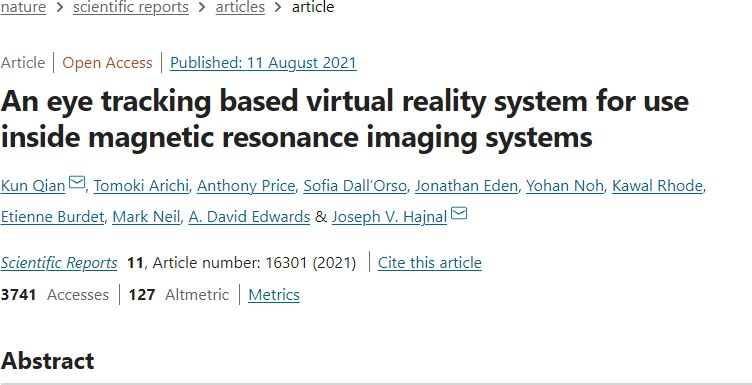 nature > scientific reports > articles > article
Article | Open Access | Published: 11 August 2021
An eye tracking based virtual reality system for use
inside magnetic resonance imaging systems
Kun Qian, Tomoki Arichi, Anthony Price, Sofia Dall’Orso, Jonathan Eden, Yohan Noh, Kawal Rhode,
Etienne Burdet, Mark Neil, A. David Edwards & Joseph V. Hajnal
Scientific Reports 11, Article number: 16301 (2021) | Cite this article
3741 Accesses | 127 Altmetric | Metrics
Abstract